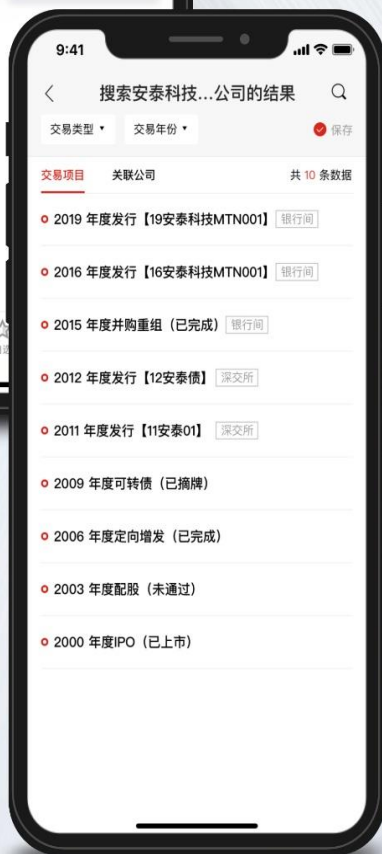 9:41
搜索安泰科技...公司的结果
交易类型 交易年份 保存
交易项目 关联公司 共 10 条数据
2019 年度发行【19安泰科技MTN001】 银行间
2016 年度发行【16安泰科技MTN001】 银行间
2015 年度并购重组（已完成） 银行间
2012 年度发行【12安泰债】 深交所
2011 年度发行【11安泰01】 深交所
2009 年度可转债（已摘牌）
2006 年度定向增发（已完成）
2003 年度配股（未通过）
2000 年度IPO（已上市）